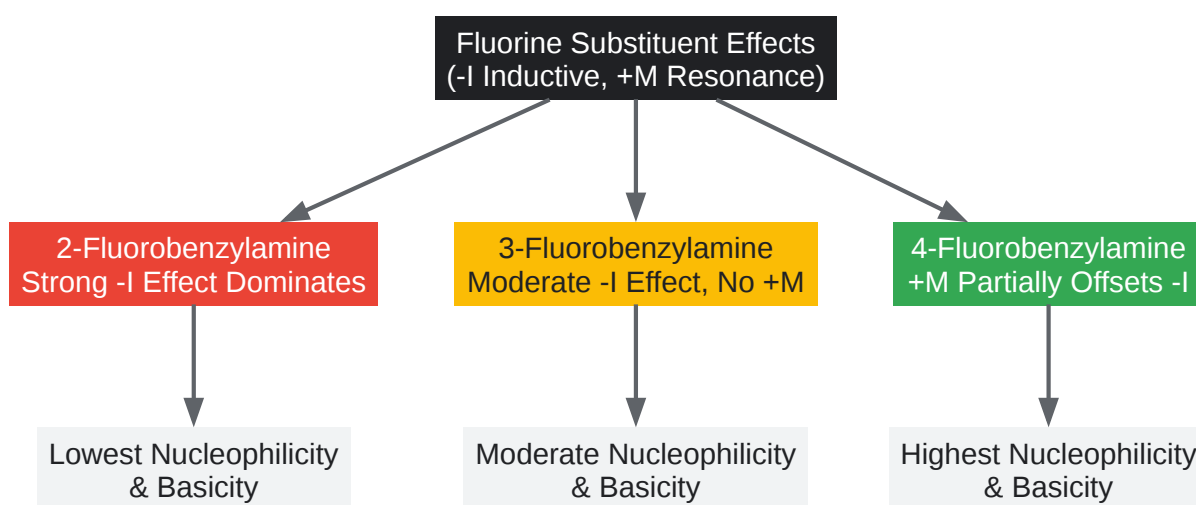 Fluorine Substituent Effects
(-I Inductive, +M Resonance)
2-Fluorobenzylamine
Strong -I Effect Dominates
3-Fluorobenzylamine
Moderate -I Effect, No +M
4-Fluorobenzylamine
+M Partially Offsets -I
Lowest Nucleophilicity
& Basicity
Moderate Nucleophilicity
& Basicity
Highest Nucleophilicity
& Basicity